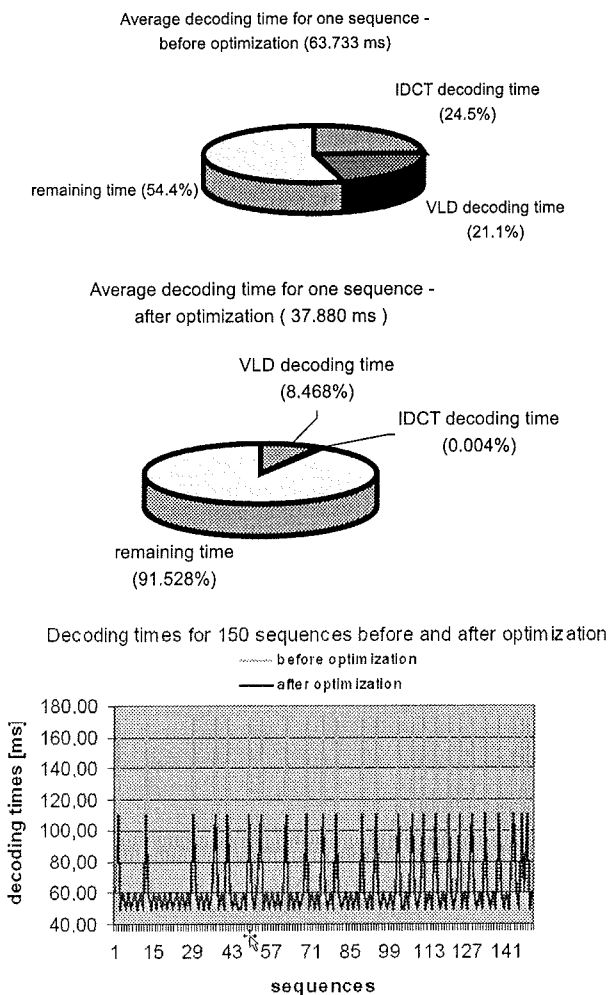 Average decoding time for one sequence -
before optimization (63.733 ms)
IDCT decoding time
(24.5%)
remaining time (54.4%)
VLD decoding time
(21.1%)
Average decoding time for one sequence -
after optimization ( 37.880 ms )
VLD decoding time
(8.468%)
IDCT decoding time
(0.004%)
remaining time
(91.528%)
Decoding times for 150 sequences before and after optimization
before optimization
after optimization
decoding times [ms]
180,00
160,00
140,00
120,00
100,00
80,00
60,00
40,00
1 15 29 43 57 71 85 99 113 127 141
sequences